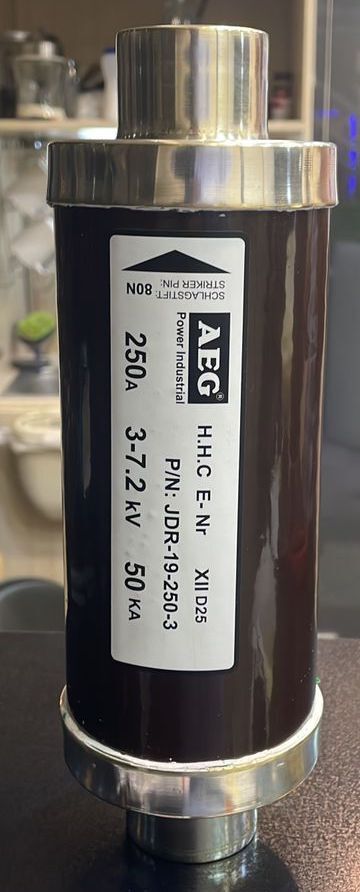 SCHLAGSTIFT:
STRIKER PIN: 80N
AEG®
Power Industrial
H.H.C E-Nr XII D25
P/N: JDR-19-250-3
250A 3-7.2 kV 50 KA